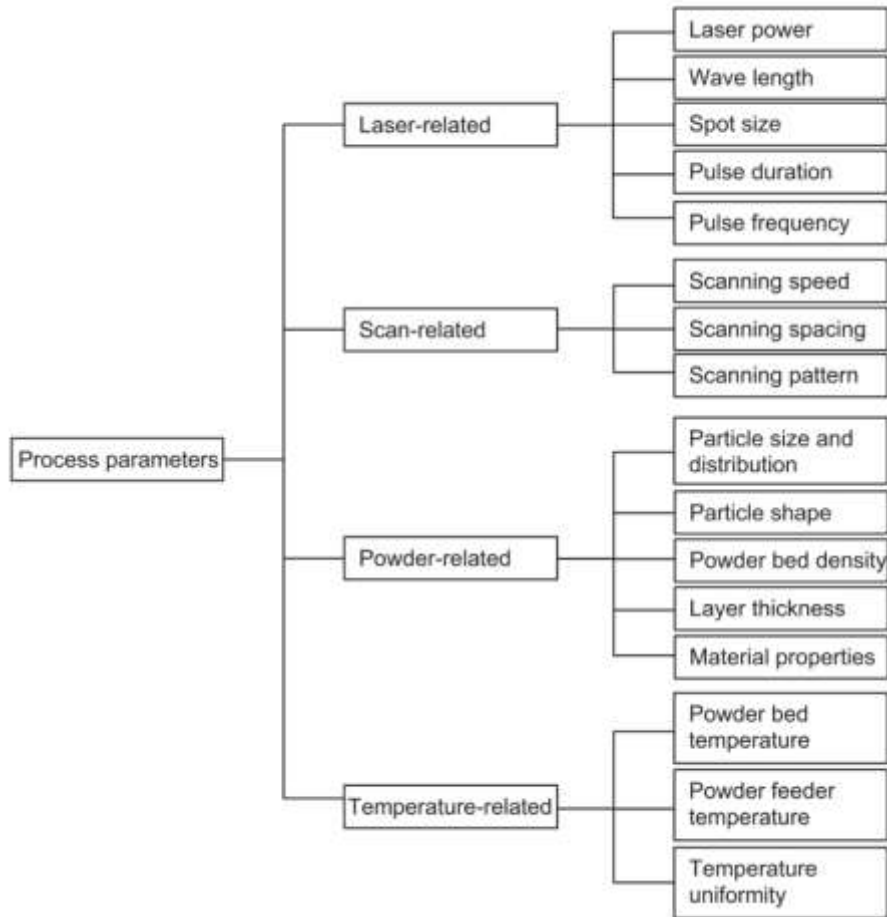 Laser power
Wave length
Laser-related
Spot size
Pulse duration
Pulse frequency
Scanning speed
Scan-related
Scanning spacing
Scanning pattern
Process parameters
Particle size and
distribution
Particle shape
Powder-related
Powder bed density
Layer thickness
Material properties
Powder bed
temperature
Temperature-related
Powder feeder
temperature
Temperature
uniformity